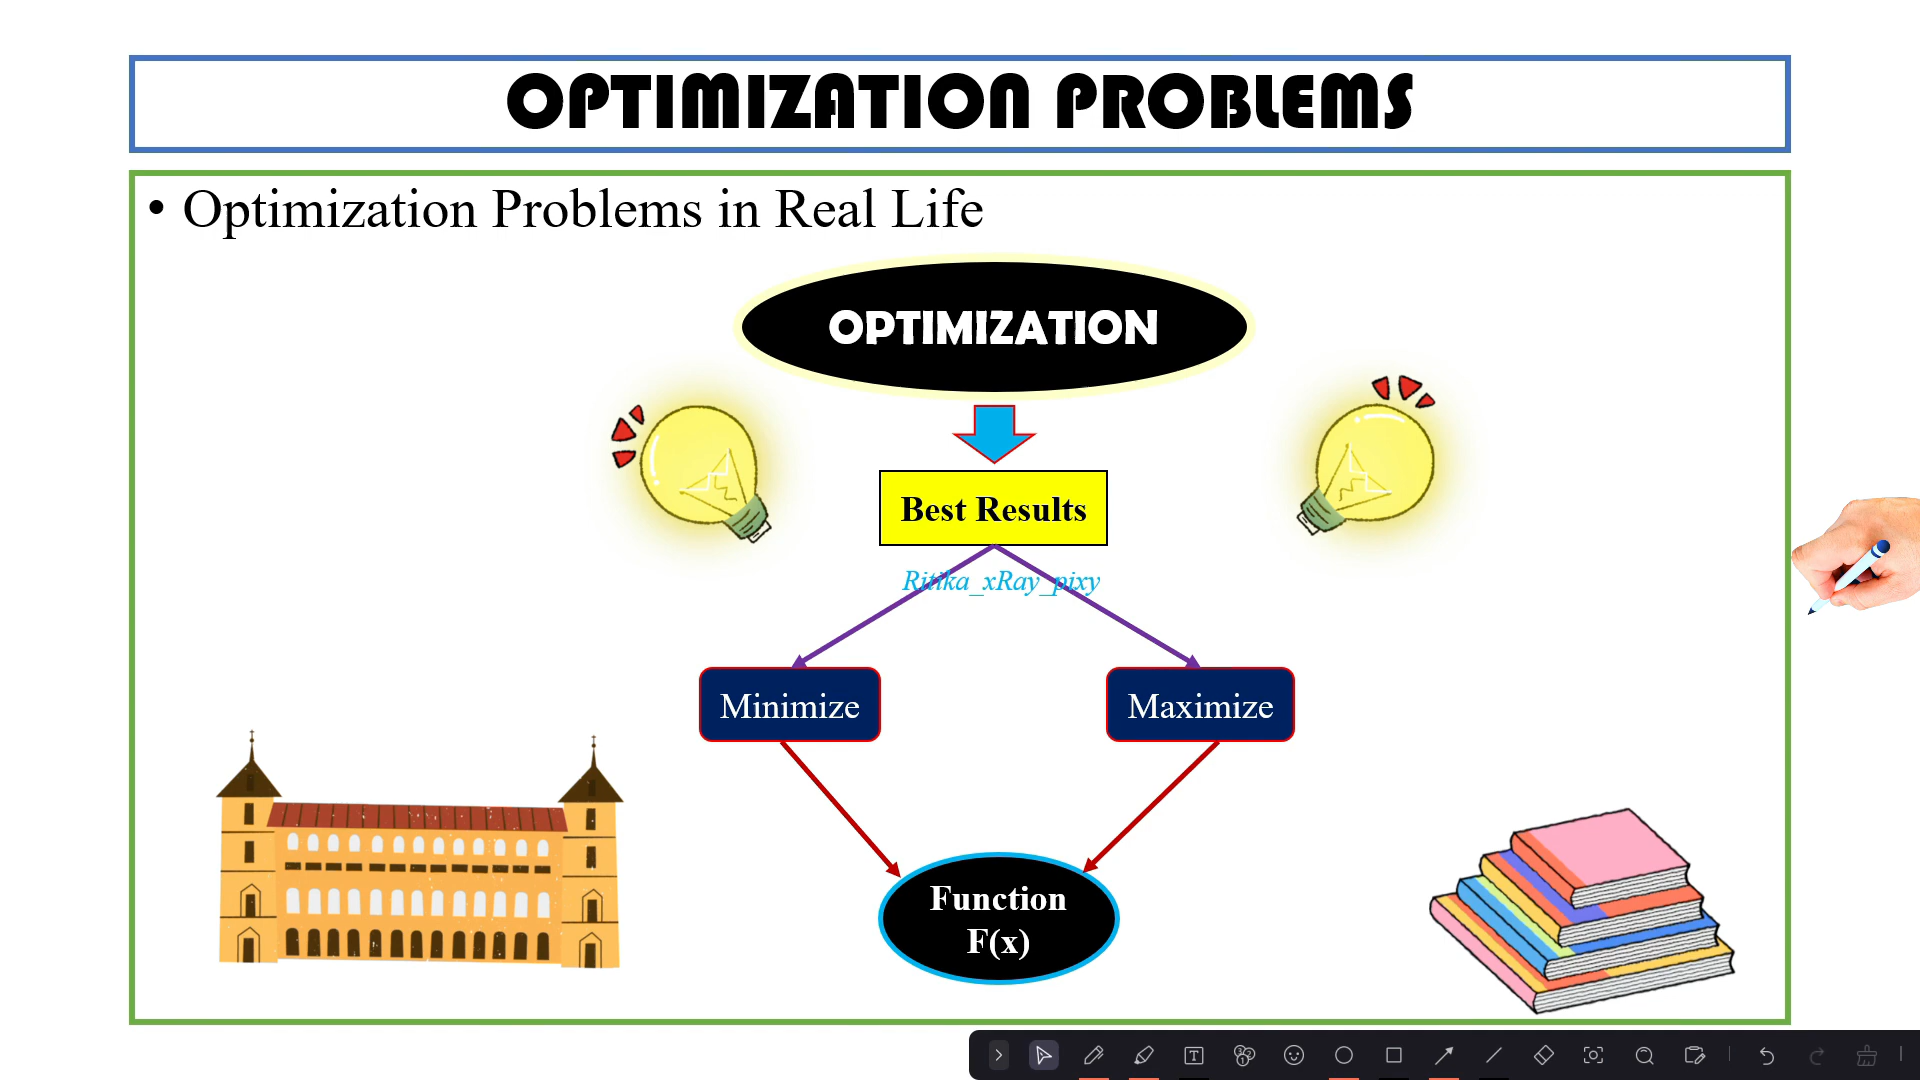 OPTIMIZATION PROBLEMS
• Optimization Problems in Real Life
OPTIMIZATION
Best Results
Ritika_xRay_pixy
Minimize
Maximize
Function
F(x)